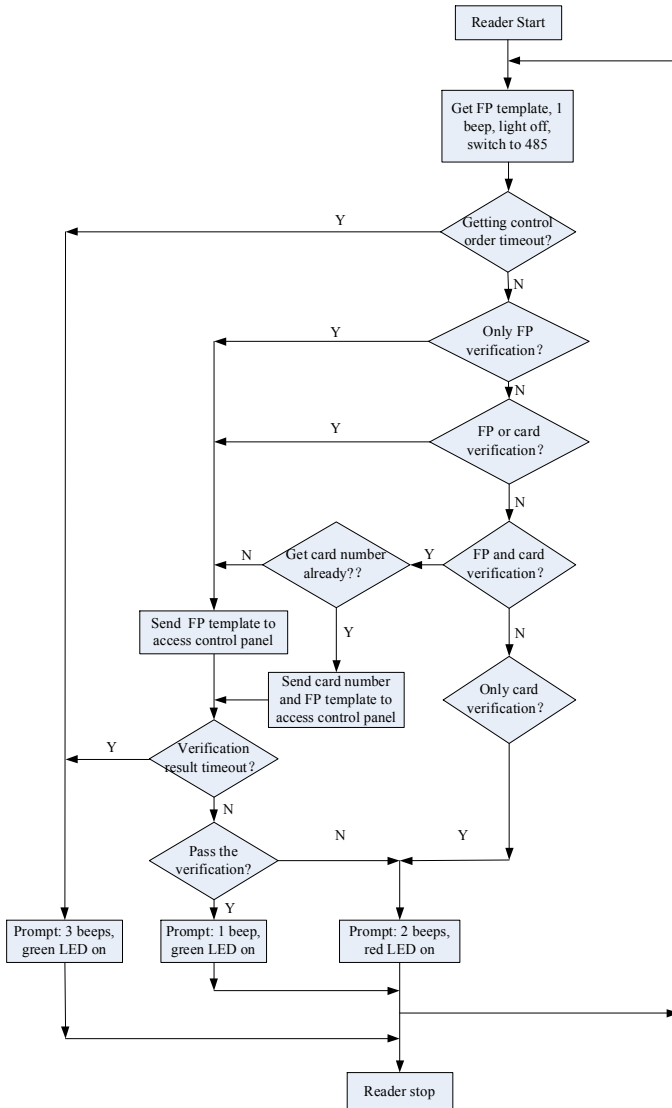 Reader Start
Get FP template, 1
beep, light off,
switch to 485
Y
Getting control
order timeout?
N
Y
Only FP
verification?
N
Y
FP or card
verification?
N
N
Get card number
already??
Y
FP and card
verification?
Send FP template to
access control panel
Y
N
Send card number
and FP template to
access control panel
Only card
verification?
Y
Verification
result timeout?
N
Pass the
verification?
N
Y
Y
Prompt: 3 beeps,
green LED on
Prompt: 1 beep,
green LED on
Prompt: 2 beeps,
red LED on
Reader stop